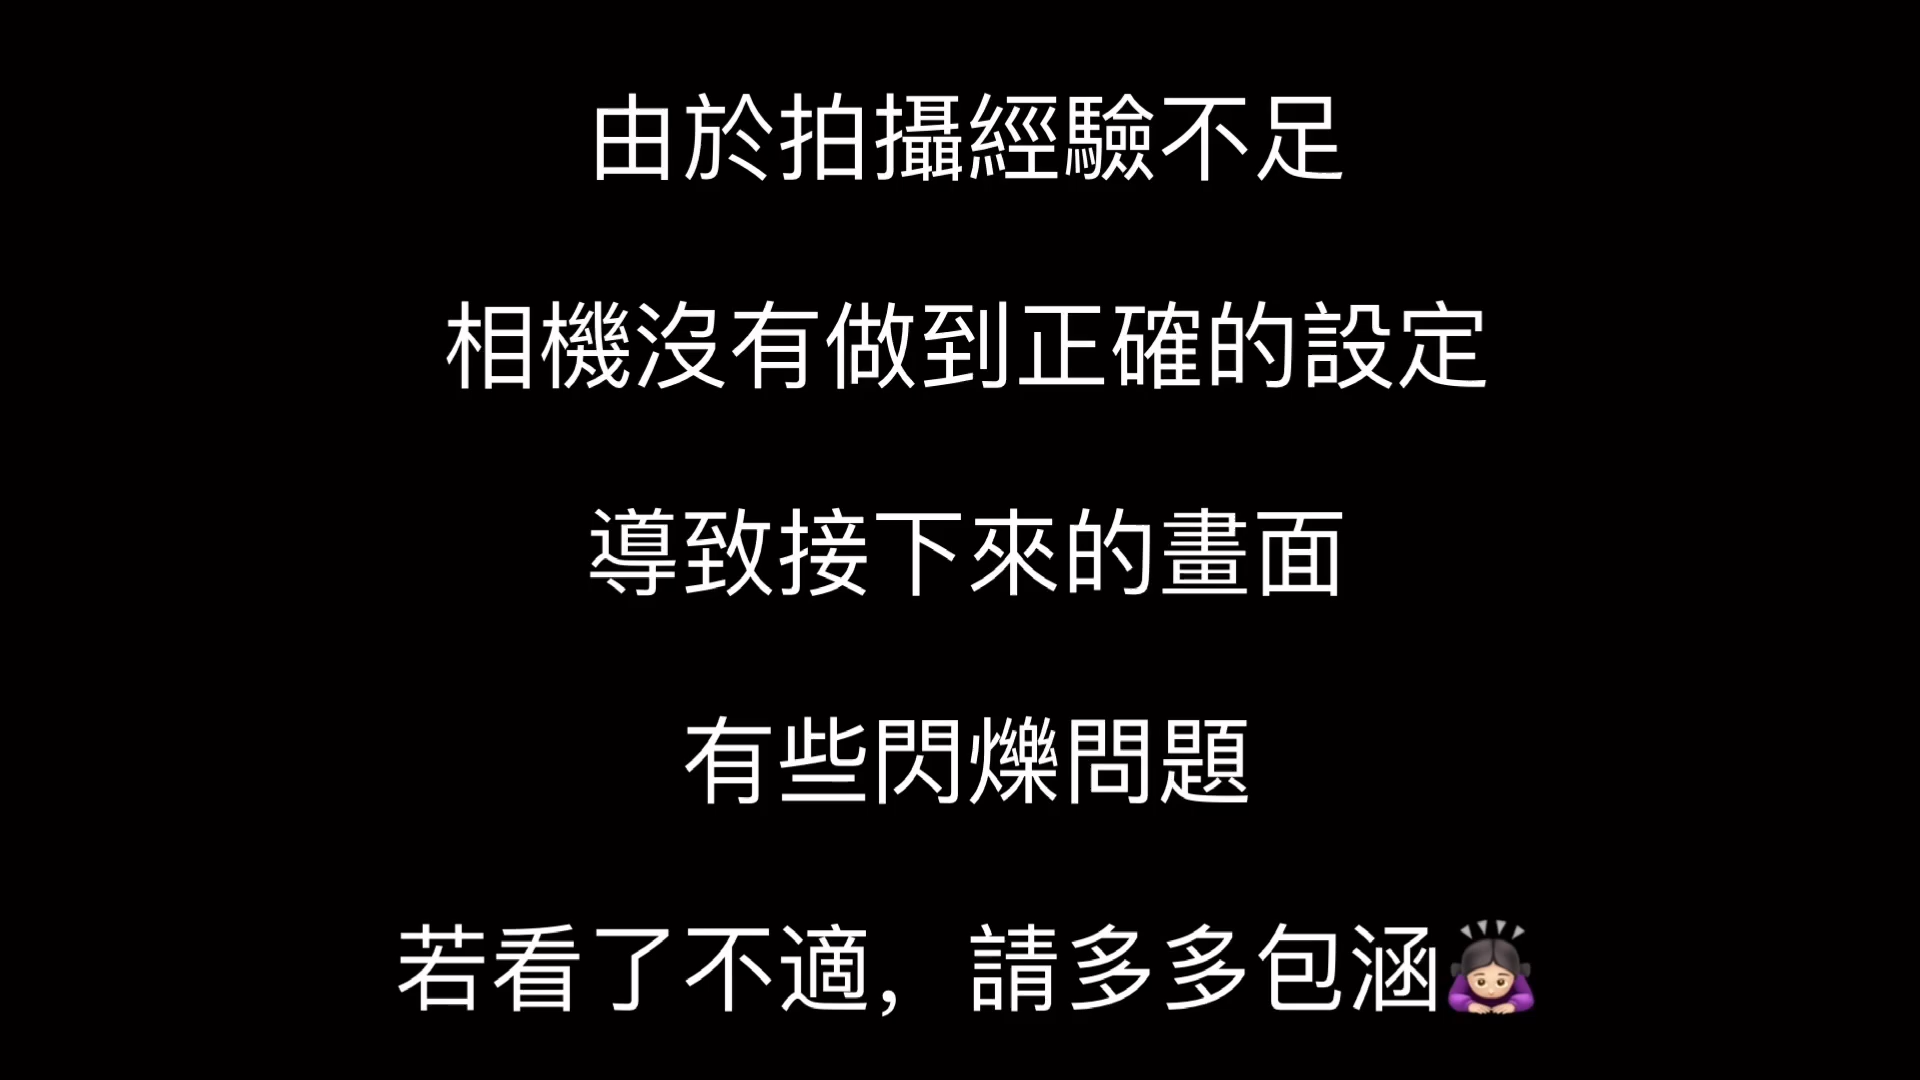 由於拍攝經驗不足
相機沒有做到正確的設定
導致接下來的畫面
有些閃爍問題
若看了不適，請多多包涵🙇🏻‍♀️